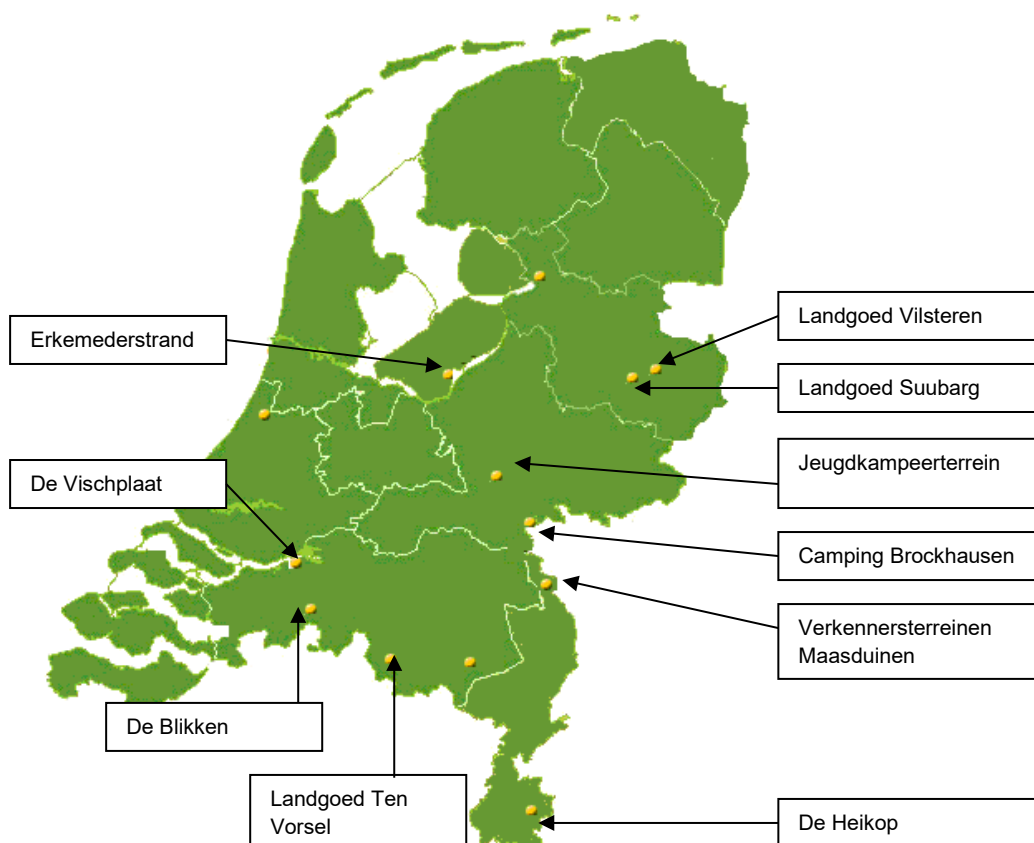 Landgoed Vilsteren
Erkemederstrand
Landgoed Suubarg
Jeugdkampeerterrein
De Vischplaat
Camping Brockhausen
Verkennersterreinen
Maasduinen
De Blikken
Landgoed Ten
Vorsel
De Heikop